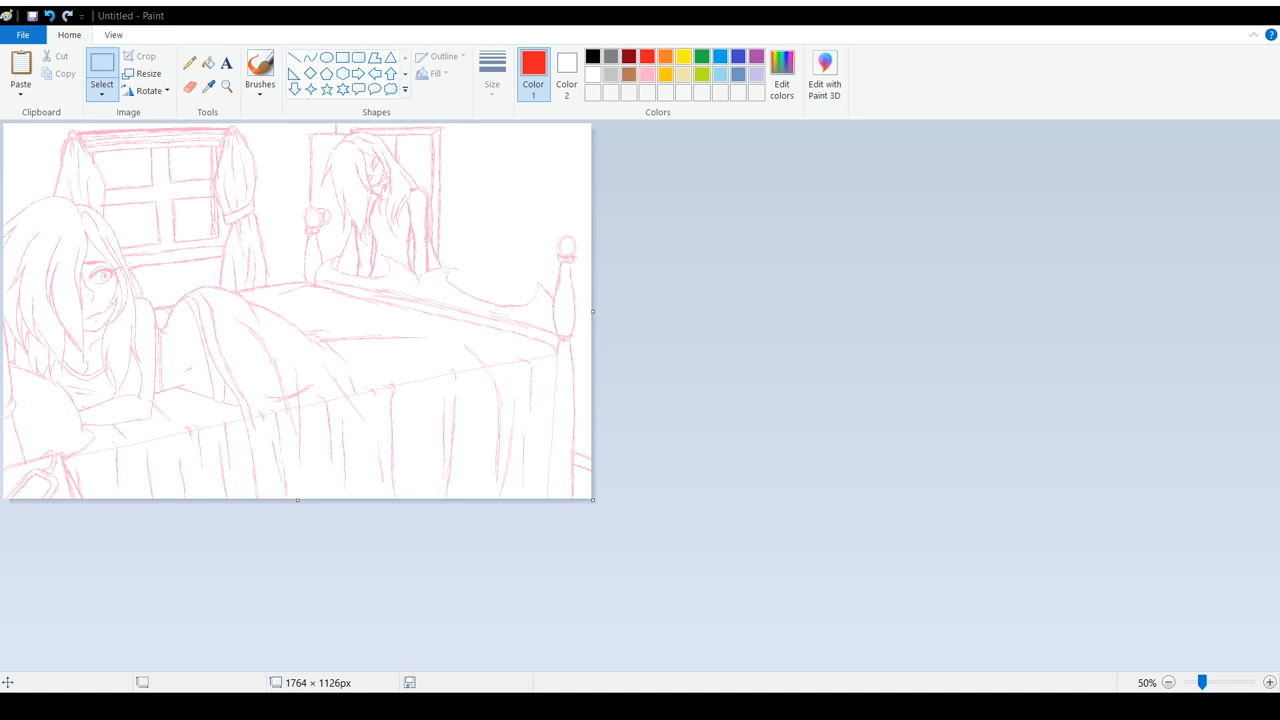 Untitled - Paint
File Home View
Paste
Clipboard
Cut
Copy
Select
Crop
Resize
Rotate
Image
A
Tools
Brushes
Outline
Fill
Shapes
Size
Color 1
Color 2
Edit colors
Colors
Edit with Paint 3D
?
1764 × 1126px
50%